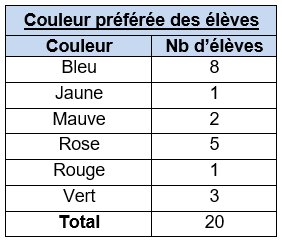 Couleur préférée des élèves
Couleur Nb d’élèves
Bleu 8
Jaune 1
Mauve 2
Rose 5
Rouge 1
Vert 3
Total 20